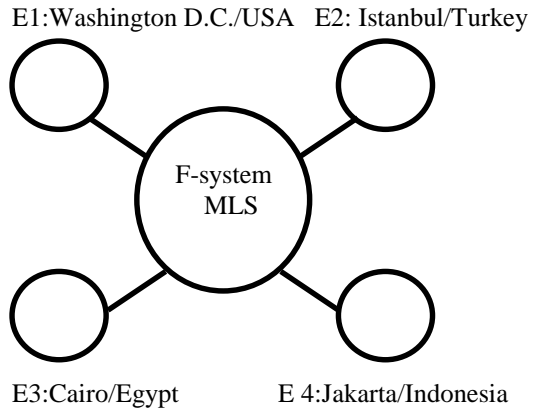 E1:Washington D.C./USA E2: Istanbul/Turkey
F-system
MLS
E3:Cairo/Egypt E 4:Jakarta/Indonesia